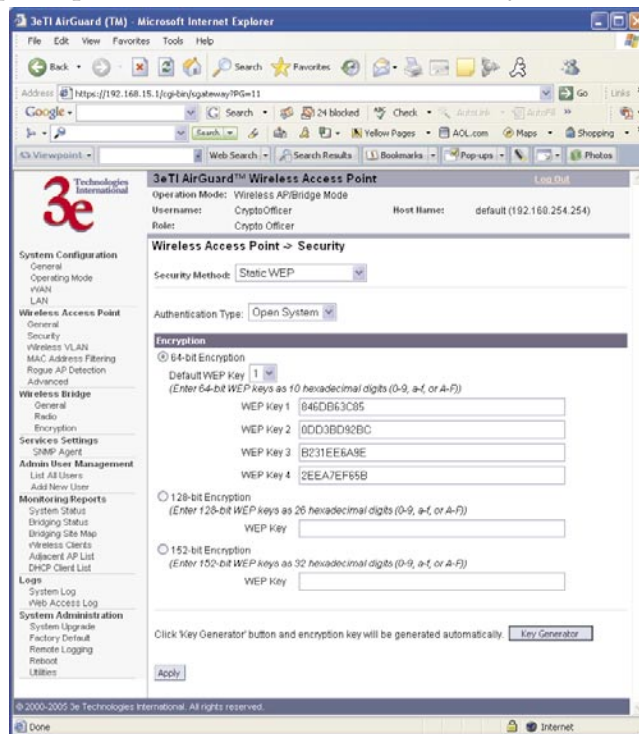 3eTI AirGuard (TM) - Microsoft Internet Explorer
File Edit View Favorites Tools Help
Back Search Favorites
Address https://192.168.15.1/cgi-bin/sgateway?PG=11 Go Links
Google Search 24 blocked Check AutoLink AutoFill
Search Yellow Pages AOL.com Maps Shopping
Viewpoint Web Search Search Results Bookmarks Pop-ups Photos
3e Technologies International
3eTI AirGuard™ Wireless Access Point Log Out
Operation Mode: Wireless AP/Bridge Mode
Username: CryptoOfficer Host Name: default (192.168.254.254)
Role: Crypto Officer
System Configuration
General
Operating Mode
WAN
LAN
Wireless Access Point
General
Security
Wireless VLAN
MAC Address Filtering
Rogue AP Detection
Advanced
Wireless Bridge
General
Radio
Encryption
Services Settings
SNMP Agent
Admin User Management
List All Users
Add New User
Monitoring Reports
System Status
Bridging Status
Bridging Site Map
Wireless Clients
Adjacent AP List
DHCP Client List
Logs
System Log
Web Access Log
System Administration
System Upgrade
Factory Default
Remote Logging
Reboot
Utilities
Wireless Access Point -> Security
Security Method: Static WEP
Authentication Type: Open System
Encryption
64-bit Encryption
Default WEP Key 1
(Enter 64-bit WEP keys as 10 hexadecimal digits (0-9, a-f, or A-F))
WEP Key 1 846DB63C85
WEP Key 2 0DD3BD92BC
WEP Key 3 B231EE6A9E
WEP Key 4 2EEA7EF65B
128-bit Encryption
(Enter 128-bit WEP keys as 26 hexadecimal digits (0-9, a-f, or A-F))
WEP Key
152-bit Encryption
(Enter 152-bit WEP keys as 32 hexadecimal digits (0-9, a-f, or A-F))
WEP Key
Click 'Key Generator' button and encryption key will be generated automatically. Key Generator
Apply
© 2000-2005 3e Technologies International. All rights reserved.
Done Internet